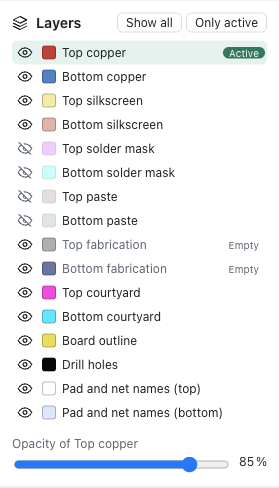 Layers Show all Only active
Top copper Active
Bottom copper
Top silkscreen
Bottom silkscreen
Top solder mask
Bottom solder mask
Top paste
Bottom paste
Top fabrication Empty
Bottom fabrication Empty
Top courtyard
Bottom courtyard
Board outline
Drill holes
Pad and net names (top)
Pad and net names (bottom)
Opacity of Top copper
85 %